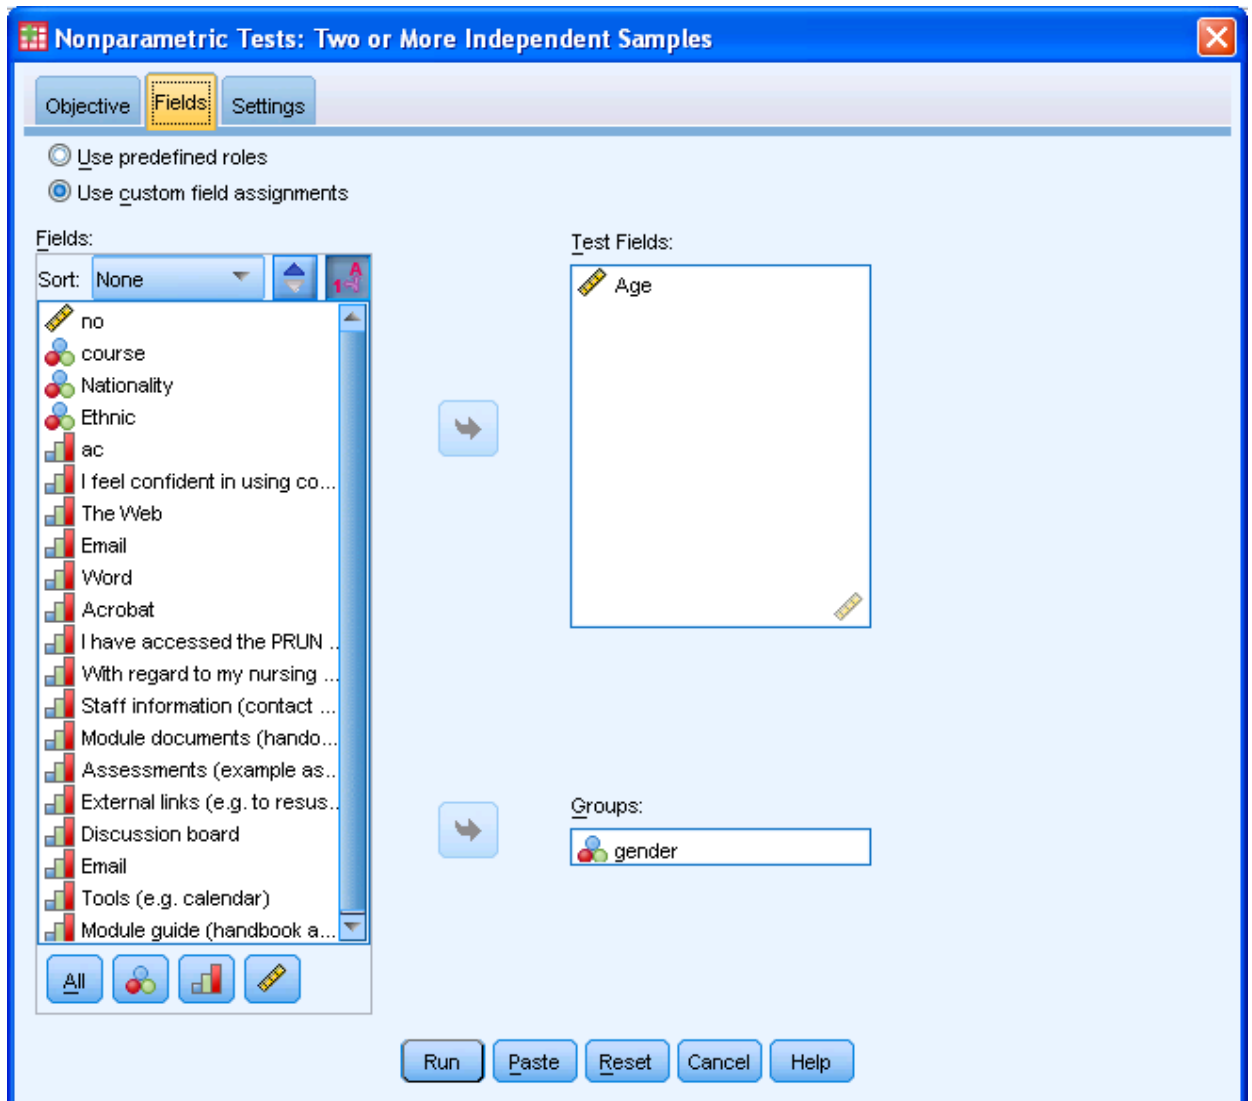 Nonparametric Tests: Two or More Independent Samples
Objective Fields Settings
Use predefined roles
Use custom field assignments
Fields:
Sort: None
no
course
Nationality
Ethnic
ac
I feel confident in using co...
The Web
Email
Word
Acrobat
I have accessed the PRUN ...
With regard to my nursing ...
Staff information (contact ...
Module documents (hando...
Assessments (example as...
External links (e.g. to resus...
Discussion board
Email
Tools (e.g. calendar)
Module guide (handbook a...
All
Test Fields:
Age
Groups:
gender
Run Paste Reset Cancel Help